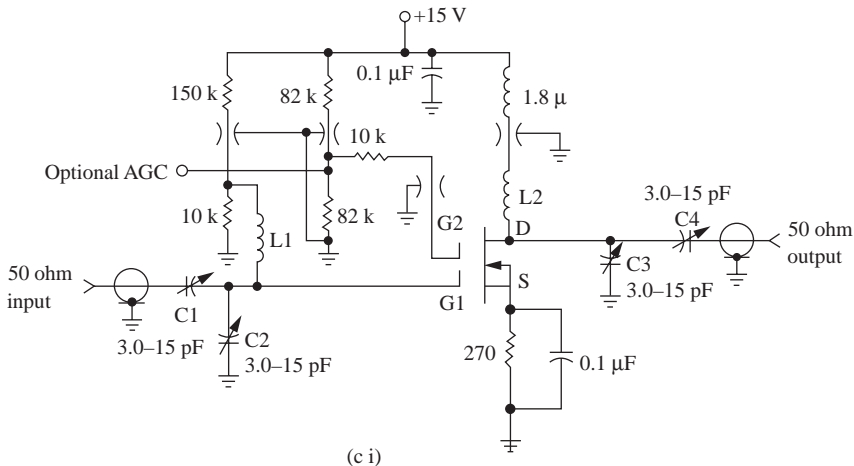 +15 V
0.1 μF
150 k
82 k
1.8 μ
10 k
Optional AGC
L2
3.0–15 pF
10 k
82 k
G2
D
C4
L1
50 ohm
input
50 ohm
output
C3
S
3.0–15 pF
C1
G1
C2
3.0–15 pF
3.0–15 pF
270
0.1 μF
(c i)